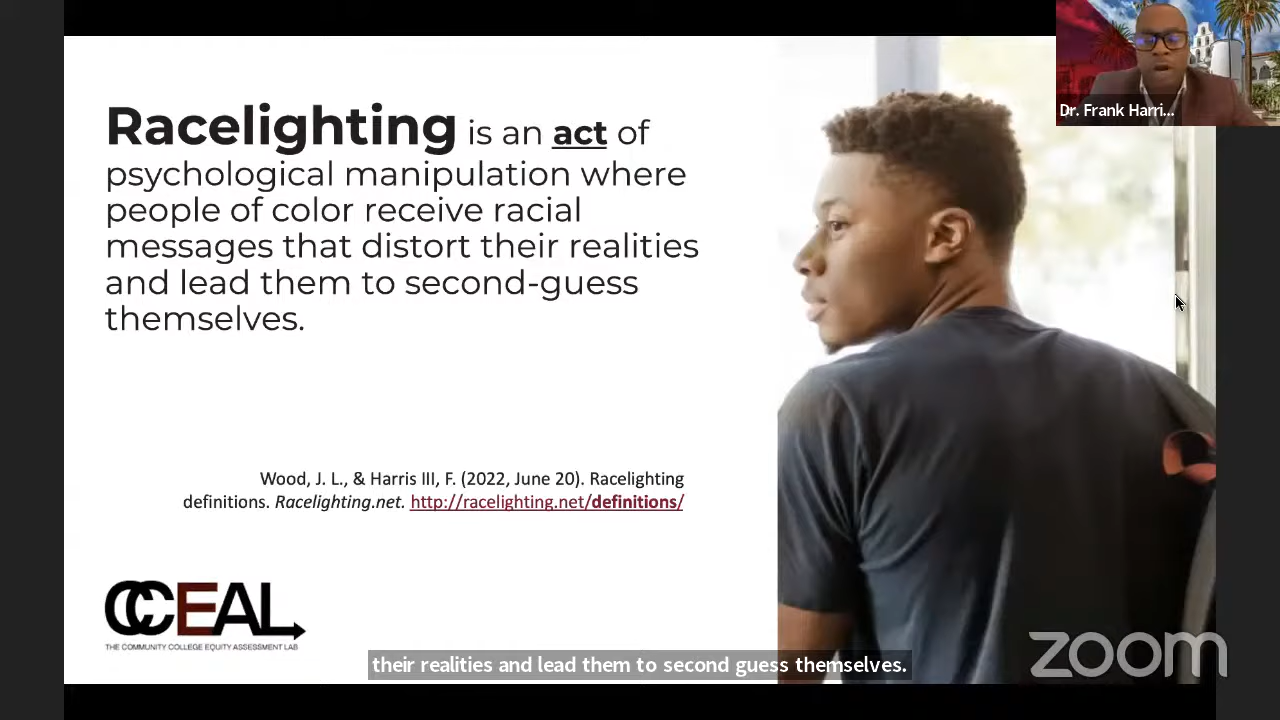 Dr. Frank Harri...
Racelighting is an act of
psychological manipulation where
people of color receive racial
messages that distort their realities
and lead them to second-guess
themselves.
Wood, J. L., & Harris III, F. (2022, June 20). Racelighting
definitions. Racelighting.net. http://racelighting.net/definitions/
CCEAL
THE COMMUNITY COLLEGE EQUITY ASSESSMENT LAB
their realities and lead them to second guess themselves.
zoom